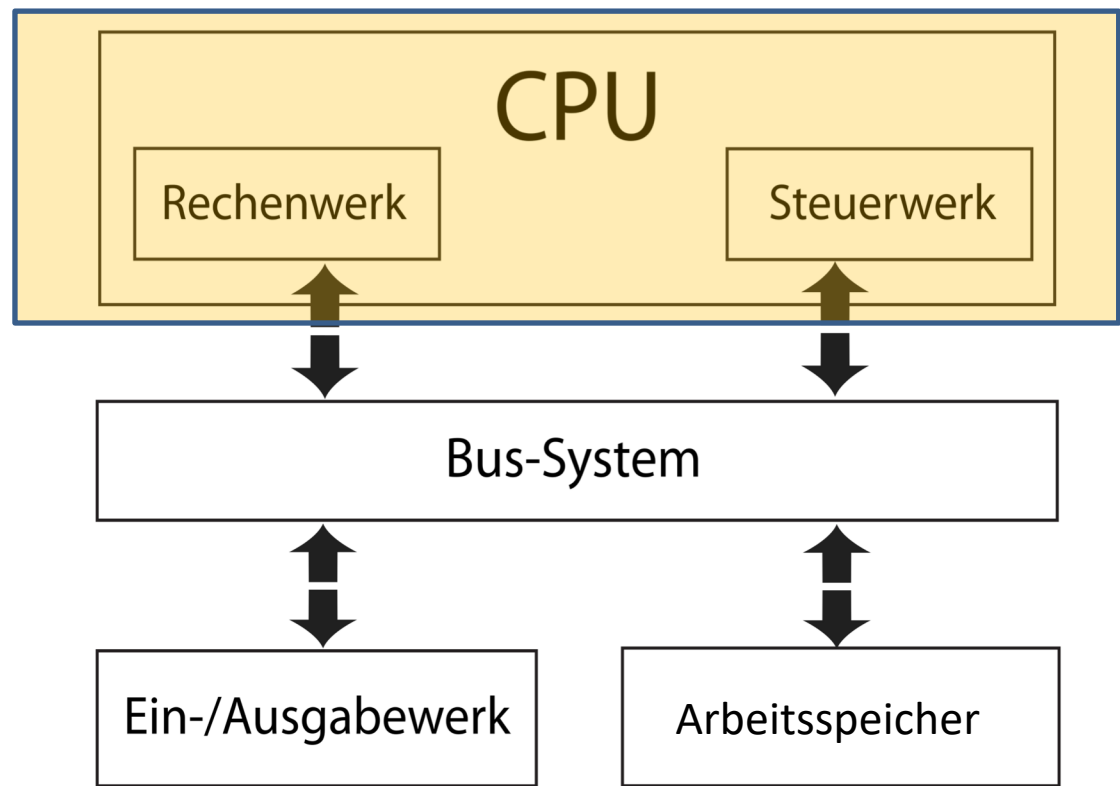 CPU
Rechenwerk
Steuerwerk
Bus-System
Ein-/Ausgabewerk
Arbeitsspeicher